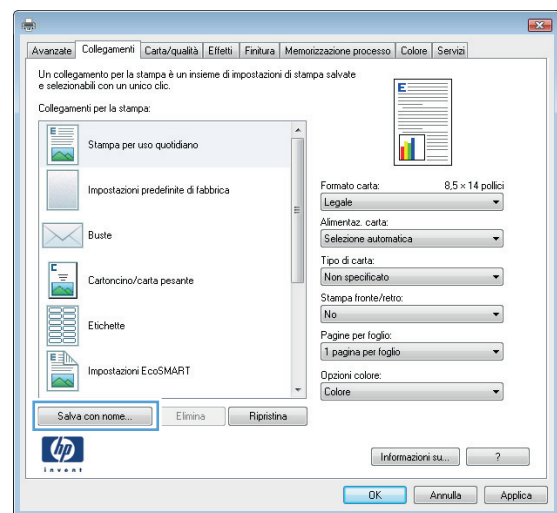 Avanzate Collegamenti Carta/qualità Effetti Finitura Memorizzazione processo Colore Servizi
Un collegamento per la stampa è un insieme di impostazioni di stampa salvate
e selezionabili con un unico clic.
Collegamenti per la stampa:
Stampa per uso quotidiano
Impostazioni predefinite di fabbrica
Buste
Cartoncino/carta pesante
Etichette
Impostazioni EcoSMART
Salva con nome... Elimina Ripristina
E
Formato carta: 8,5 × 14 pollici
Legale
Alimentaz. carta:
Selezione automatica
Tipo di carta:
Non specificato
Stampa fronte/retro:
No
Pagine per foglio:
1 pagina per foglio
Opzioni colore:
Colore
hp
invent
Informazioni su... ?
OK Annulla Applica